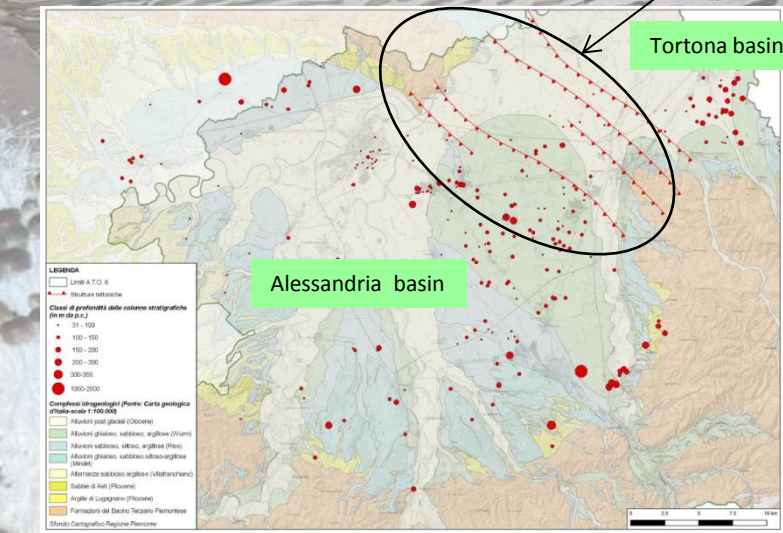 Tortona basin
Alessandria basin
LEGENDA
Limiti A.T.O. 6
Strutture tettoniche
Classi di profondità delle colonne stratigrafiche
(in m da p.c.)
31 - 100
100 - 150
150 - 200
200 - 300
300-350
1000-2500
Complessi idrogeologici (Fonte: Carta geologica
d'Italia-scala 1:100.000)
Alluvioni post glaciali (Olocene)
Alluvioni ghiaiose, sabbiose, argillose (Wurm)
Alluvioni sabbioso, siltoso, argillose (Riss)
Alluvioni ghiaioso, sabbioso,siltoso-argillose
(Mindel)
Alternanze sabbioso argillose (Villafranchiano)
Sabbie di Asti (Pliocene)
Argille di Lugagnano (Pliocene)
Formazioni del Bacino Terziario Piemontese
Sfondo Cartografico Regione Piemonte
0 2.5 5 7.5 10 km